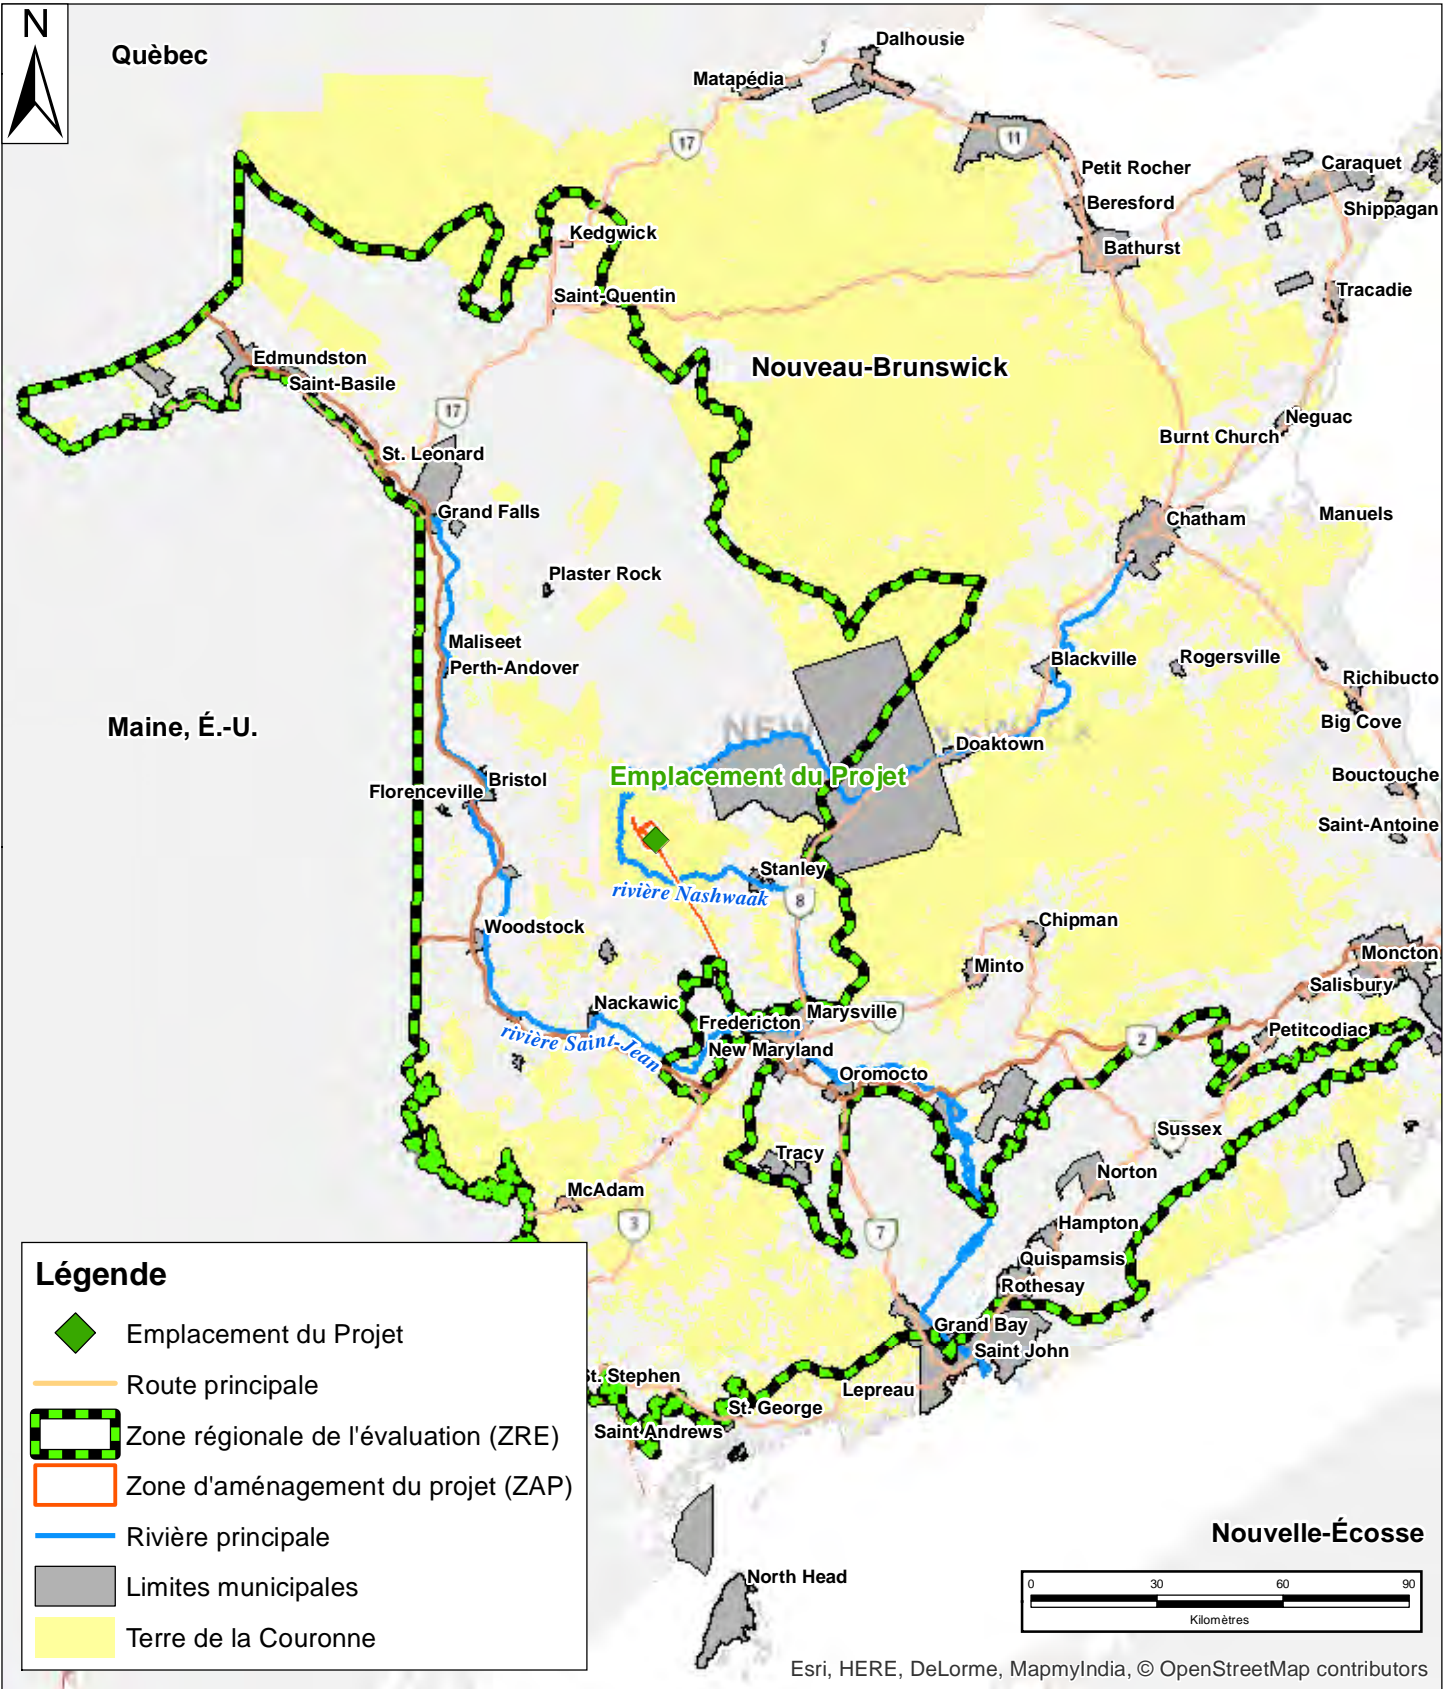 N
Quèbec
Dalhousie
Matapédia
17
11
Petit Rocher
Caraquet
Beresford
Shippagan
Kedgwick
Bathurst
Saint-Quentin
Tracadie
Edmundston
Nouveau-Brunswick
Saint-Basile
17
Neguac
Burnt Church
St. Leonard
Grand Falls
Chatham
Manuels
Plaster Rock
Maliseet
Perth-Andover
Blackville
Rogersville
Richibucto
Big Cove
Maine, É.-U.
Doaktown
Emplacement du Projet
Bristol
Florenceville
Bouctouche
Saint-Antoine
Stanley
rivière Nashwaak
8
Chipman
Woodstock
Moncton
Minto
Salisbury
Nackawic
Marysville
Fredericton
Petitcodiac
rivière Saint-Jean
New Maryland
2
Oromocto
Sussex
Tracy
Norton
McAdam
3
7
Hampton
Quispamsis
Rothesay
Grand Bay
Saint John
St. Stephen
Lepreau
St. George
Saint Andrews
North Head
Légende
Emplacement du Projet
Route principale
Zone régionale de l'évaluation (ZRE)
Zone d'aménagement du projet (ZAP)
Rivière principale
Limites municipales
Terre de la Couronne
Nouvelle-Écosse
0 30 60 90
Kilomètres
Esri, HERE, DeLorme, MapmyIndia, © OpenStreetMap contributors